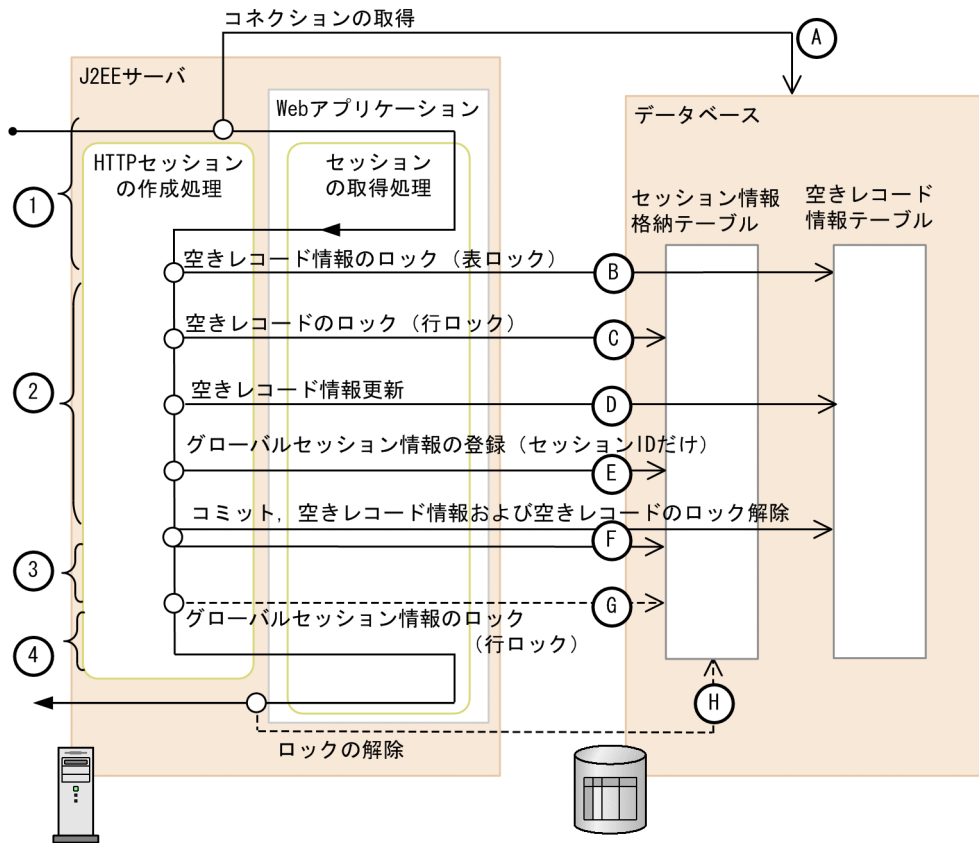 コネクションの取得
A
J2EEサーバ
Webアプリケーション
データベース
HTTPセッション
の作成処理
セッション
の取得処理
1
セッション情報
格納テーブル
空きレコード
情報テーブル
空きレコード情報のロック（表ロック）
B
空きレコードのロック（行ロック）
C
2
空きレコード情報更新
D
グローバルセッション情報の登録（セッションIDだけ）
E
コミット，空きレコード情報および空きレコードのロック解除
F
3
G
グローバルセッション情報のロック
（行ロック）
4
H
ロックの解除